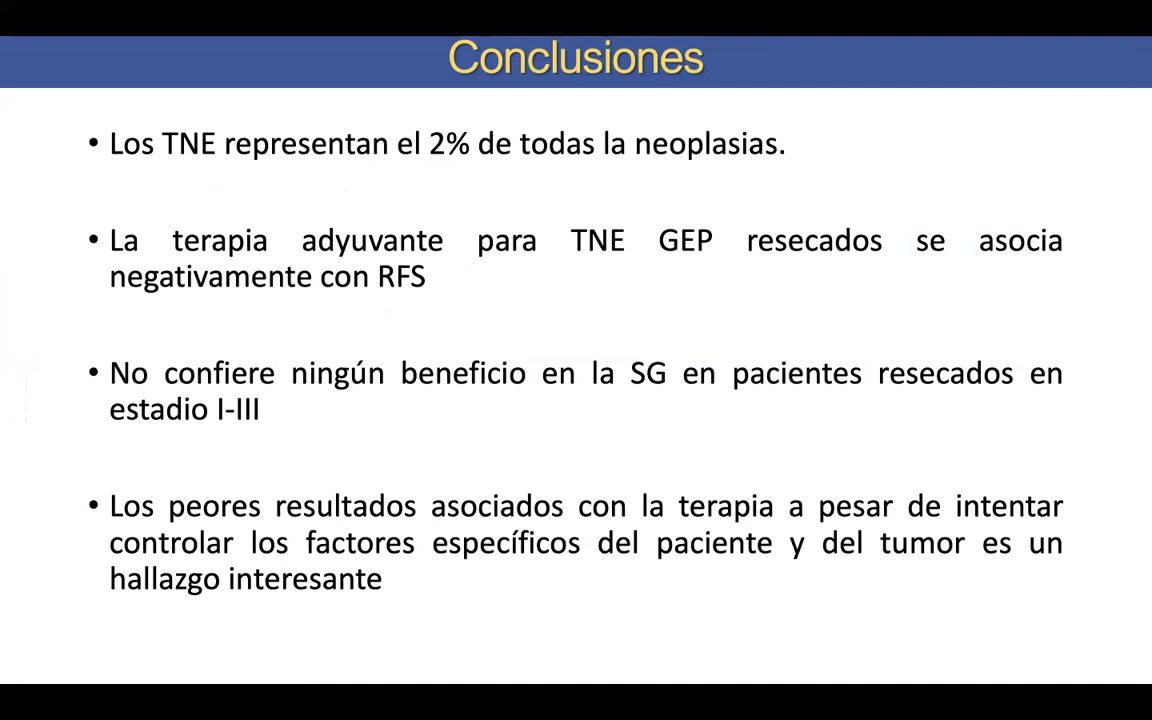 Conclusiones
• Los TNE representan el 2% de todas la neoplasias.
• La terapia adyuvante para TNE GEP resecados se asocia
negativamente con RFS
• No confiere ningún beneficio en la SG en pacientes resecados en
estadio I-III
• Los peores resultados asociados con la terapia a pesar de intentar
controlar los factores específicos del paciente y del tumor es un
hallazgo interesante